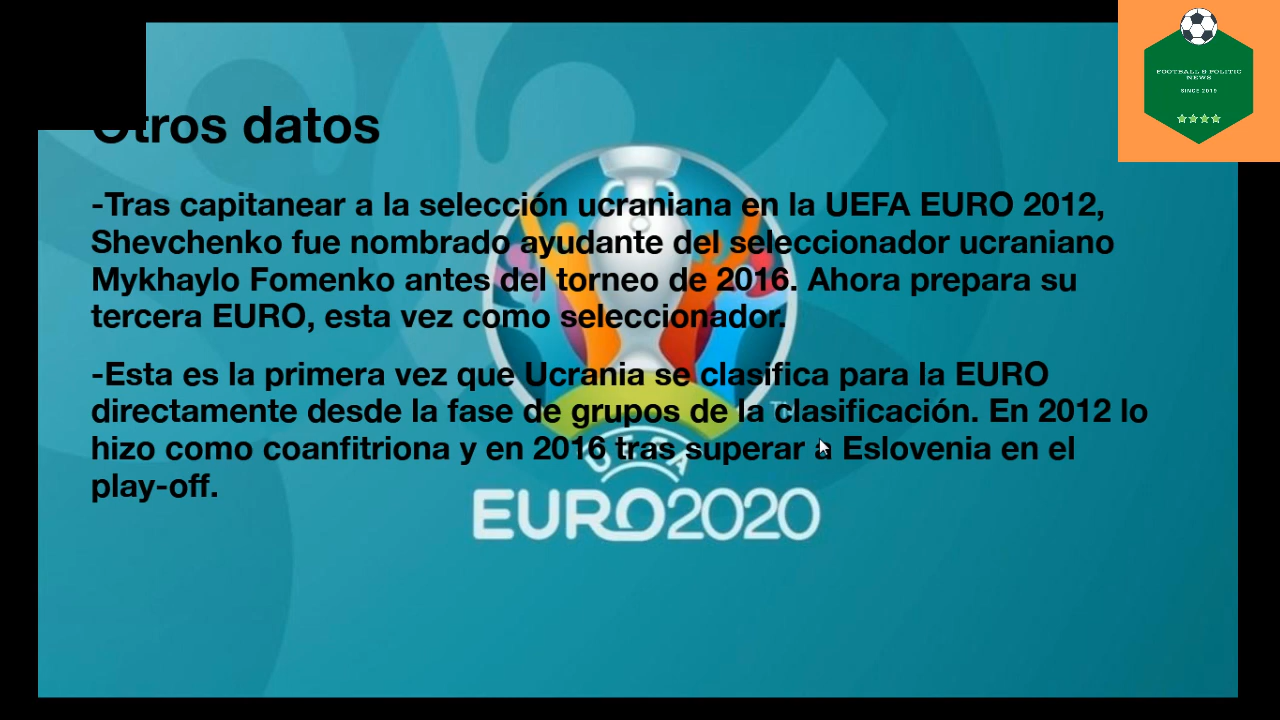 FOOTBALL & POLITIC
NEWS
SINCE 2019
Otros datos
-Tras capitanear a la selección ucraniana en la UEFA EURO 2012,
Shevchenko fue nombrado ayudante del seleccionador ucraniano
Mykhaylo Fomenko antes del torneo de 2016. Ahora prepara su
tercera EURO, esta vez como seleccionador.
-Esta es la primera vez que Ucrania se clasifica para la EURO
directamente desde la fase de grupos de la clasificación. En 2012 lo
hizo como coanfitriona y en 2016 tras superar a Eslovenia en el
play-off.
TM
UEFA
EURO2020